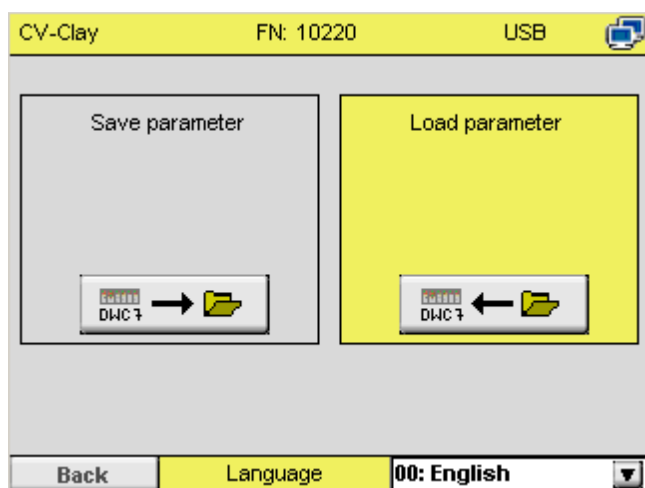 CV-Clay FN: 10220 USB
Save parameter
Load parameter
DWC7
DWC7
Back Language 00: English